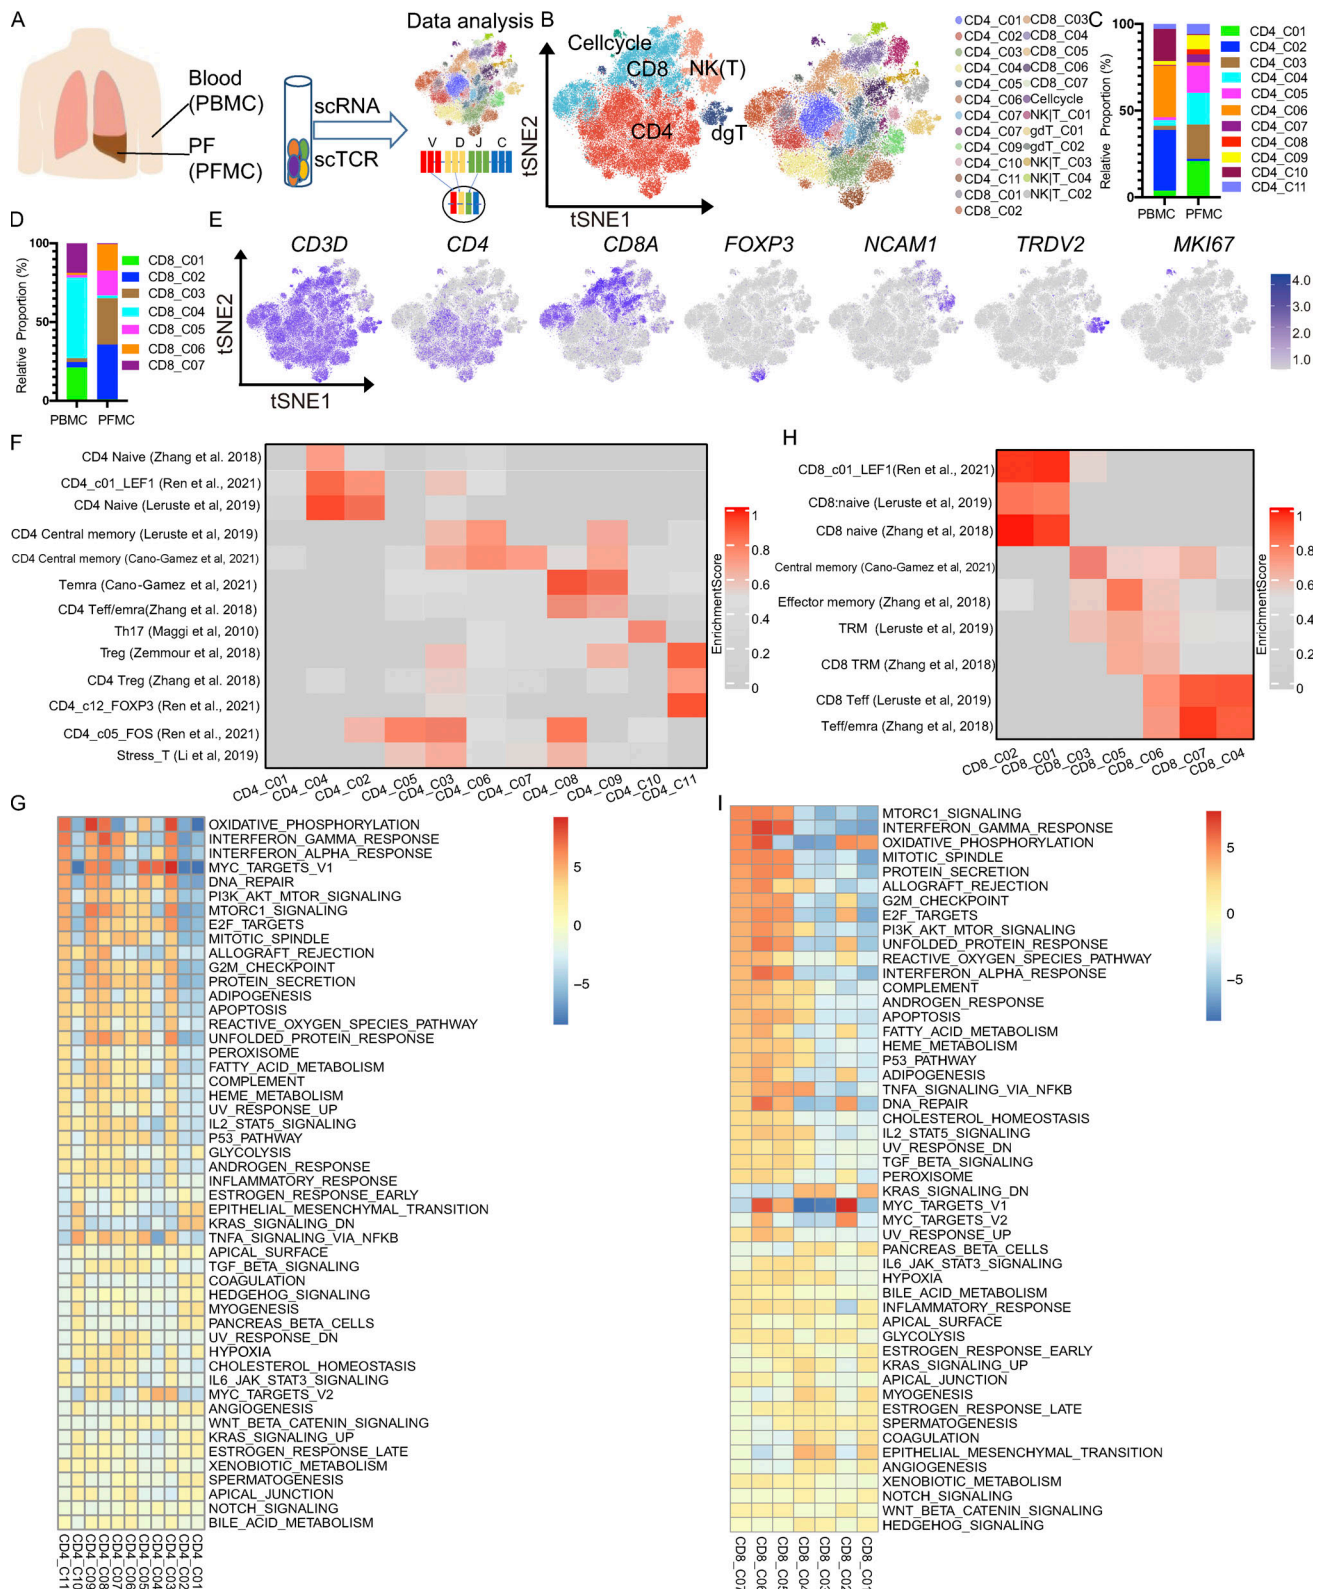 A
Blood
(PBMC)
PF
(PFMC)
scRNA
scTCR
Data analysis
V D J C
B
Cellcycle
CD8
NK(T)
CD4
dgT
tSNE2
tSNE1
CD4_C01
CD4_C02
CD4_C03
CD4_C04
CD4_C05
CD4_C06
CD4_C07
CD4_C07
CD4_C09
CD4_C10
CD4_C11
CD8_C01
CD8_C02
CD8_C03
CD8_C04
CD8_C05
CD8_C06
CD8_C07
Cellcycle
NK|T_C01
gdT_C01
gdT_C02
NK|T_C03
NK|T_C04
NK|T_C02
C
Relative Proportion (%)
100
50
0
PBMC PFMC
CD4_C01
CD4_C02
CD4_C03
CD4_C04
CD4_C05
CD4_C06
CD4_C07
CD4_C08
CD4_C09
CD4_C10
CD4_C11
D
Relative Proportion (%)
100
50
0
PBMC PFMC
CD8_C01
CD8_C02
CD8_C03
CD8_C04
CD8_C05
CD8_C06
CD8_C07
E
CD3D CD4 CD8A FOXP3 NCAM1 TRDV2 MKI67
tSNE2
tSNE1
4.0
3.0
2.0
1.0
F
CD4 Naive (Zhang et al. 2018)
CD4_c01_LEF1 (Ren et al., 2021)
CD4 Naive (Leruste et al, 2019)
CD4 Central memory (Leruste et al, 2019)
CD4 Central memory (Cano-Gamez et al, 2021)
Temra (Cano-Gamez et al, 2021)
CD4 Teff/emra(Zhang et al. 2018)
Th17 (Maggi et al, 2010)
Treg (Zemmour et al, 2018)
CD4 Treg (Zhang et al. 2018)
CD4_c12_FOXP3 (Ren et al., 2021)
CD4_c05_FOS (Ren et al., 2021)
Stress_T (Li et al, 2019)
CD4_C01 CD4_C04 CD4_C02 CD4_C05 CD4_C03 CD4_C06 CD4_C07 CD4_C08 CD4_C09 CD4_C10 CD4_C11
EnrichmentScore
1
0.8
0.6
0.4
0.2
0
H
CD8_c01_LEF1(Ren et al., 2021)
CD8:naive (Leruste et al, 2019)
CD8 naive (Zhang et al, 2018)
Central memory (Cano-Gamez et al, 2021)
Effector memory (Zhang et al, 2018)
TRM (Leruste et al, 2019)
CD8 TRM (Zhang et al, 2018)
CD8 Teff (Leruste et al, 2019)
Teff/emra (Zhang et al, 2018)
CD8_C02 CD8_C01 CD8_C03 CD8_C05 CD8_C06 CD8_C07 CD8_C04
EnrichmentScore
1
0.8
0.6
0.4
0.2
0
G
OXIDATIVE_PHOSPHORYLATION
INTERFERON_GAMMA_RESPONSE
INTERFERON_ALPHA_RESPONSE
MYC_TARGETS_V1
DNA_REPAIR
PI3K_AKT_MTOR_SIGNALING
MTORC1_SIGNALING
E2F_TARGETS
MITOTIC_SPINDLE
ALLOGRAFT_REJECTION
G2M_CHECKPOINT
PROTEIN_SECRETION
ADIPOGENESIS
APOPTOSIS
REACTIVE_OXYGEN_SPECIES_PATHWAY
UNFOLDED_PROTEIN_RESPONSE
PEROXISOME
FATTY_ACID_METABOLISM
COMPLEMENT
HEME_METABOLISM
UV_RESPONSE_UP
IL2_STAT5_SIGNALING
P53_PATHWAY
GLYCOLYSIS
ANDROGEN_RESPONSE
INFLAMMATORY_RESPONSE
ESTROGEN_RESPONSE_EARLY
EPITHELIAL_MESENCHYMAL_TRANSITION
KRAS_SIGNALING_DN
TNFA_SIGNALING_VIA_NFKB
APICAL_SURFACE
TGF_BETA_SIGNALING
COAGULATION
HEDGEHOG_SIGNALING
MYOGENESIS
PANCREAS_BETA_CELLS
UV_RESPONSE_DN
HYPOXIA
CHOLESTEROL_HOMEOSTASIS
IL6_JAK_STAT3_SIGNALING
MYC_TARGETS_V2
ANGIOGENESIS
WNT_BETA_CATENIN_SIGNALING
KRAS_SIGNALING_UP
ESTROGEN_RESPONSE_LATE
XENOBIOTIC_METABOLISM
SPERMATOGENESIS
APICAL_JUNCTION
NOTCH_SIGNALING
BILE_ACID_METABOLISM
CD4_C11 CD4_C10 CD4_C09 CD4_C08 CD4_C07 CD4_C06 CD4_C05 CD4_C04 CD4_C03 CD4_C02 CD4_C01
5
0
−5
I
MTORC1_SIGNALING
INTERFERON_GAMMA_RESPONSE
OXIDATIVE_PHOSPHORYLATION
MITOTIC_SPINDLE
PROTEIN_SECRETION
ALLOGRAFT_REJECTION
G2M_CHECKPOINT
E2F_TARGETS
PI3K_AKT_MTOR_SIGNALING
UNFOLDED_PROTEIN_RESPONSE
REACTIVE_OXYGEN_SPECIES_PATHWAY
INTERFERON_ALPHA_RESPONSE
COMPLEMENT
ANDROGEN_RESPONSE
APOPTOSIS
FATTY_ACID_METABOLISM
HEME_METABOLISM
P53_PATHWAY
ADIPOGENESIS
TNFA_SIGNALING_VIA_NFKB
DNA_REPAIR
CHOLESTEROL_HOMEOSTASIS
IL2_STAT5_SIGNALING
UV_RESPONSE_DN
TGF_BETA_SIGNALING
PEROXISOME
KRAS_SIGNALING_DN
MYC_TARGETS_V1
MYC_TARGETS_V2
UV_RESPONSE_UP
PANCREAS_BETA_CELLS
IL6_JAK_STAT3_SIGNALING
HYPOXIA
BILE_ACID_METABOLISM
INFLAMMATORY_RESPONSE
APICAL_SURFACE
GLYCOLYSIS
ESTROGEN_RESPONSE_EARLY
KRAS_SIGNALING_UP
APICAL_JUNCTION
MYOGENESIS
ESTROGEN_RESPONSE_LATE
SPERMATOGENESIS
COAGULATION
EPITHELIAL_MESENCHYMAL_TRANSITION
ANGIOGENESIS
XENOBIOTIC_METABOLISM
NOTCH_SIGNALING
WNT_BETA_CATENIN_SIGNALING
HEDGEHOG_SIGNALING
CD8_C07 CD8_C06 CD8_C05 CD8_C04 CD8_C03 CD8_C02 CD8_C01
5
0
−5